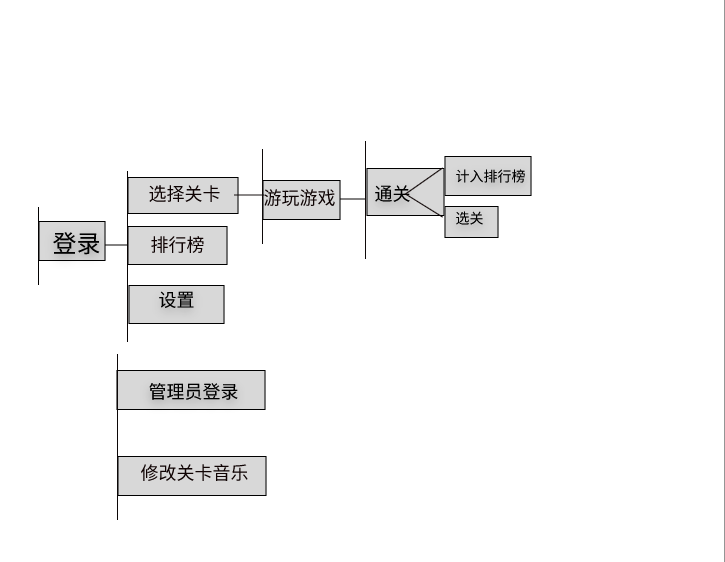 登录
选择关卡
排行榜
设置
游玩游戏
通关
计入排行榜
选关
管理员登录
修改关卡音乐